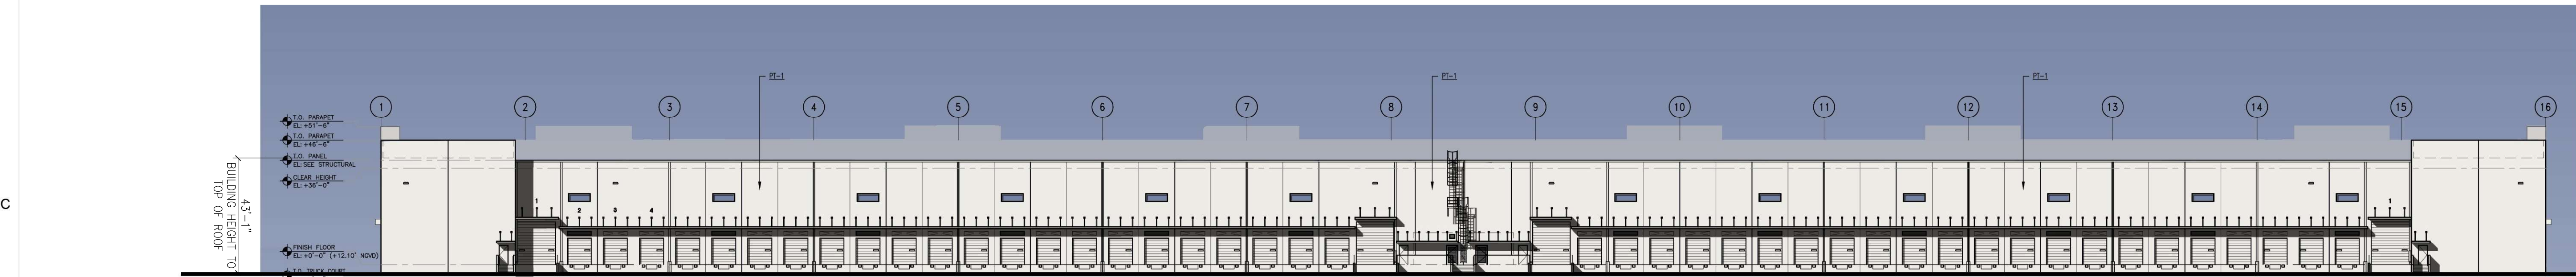 PT-1
PT-1
PT-1
1 2 3 4 5 6 7 8 9 10 11 12 13 14 15 16
T.O. PARAPET
EL: +51'-6"
T.O. PARAPET
EL: +46'-6"
T.O. PANEL
EL: SEE STRUCTURAL
CLEAR HEIGHT
EL: +36'-0"
43'-1"
BUILDING HEIGHT TO
TOP OF ROOF
C
1
2 3 4
1
FINISH FLOOR
EL: +0'-0" (+12.10' NGVD)
T.O. TRUCK COURT